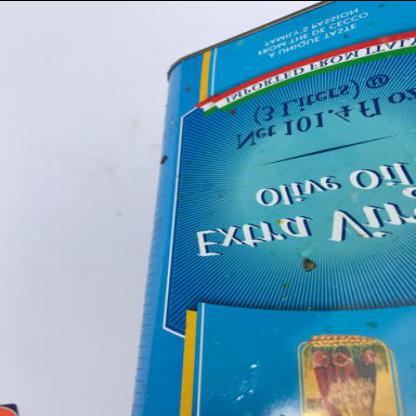 Extra Virg
Olive Oil
Net 101.4 fl oz
(3 Liters) Ⓤ
IMPORTED FROM ITALY
A UNIQUE TASTE
FROM THE DE CECCO
FAMILY'S PASSION